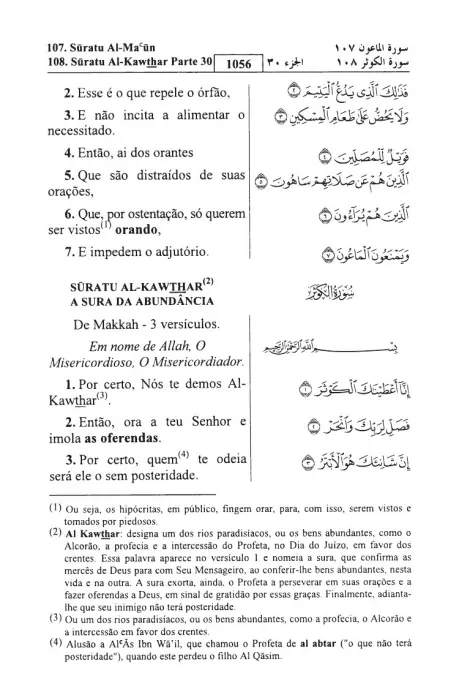 107. Sūratu Al-Maᶜūn
108. Sūratu Al-Kawthar Parte 30
1056
الجزء ٣٠
سورة الماعون ١٠٧
سورة الكوثر ١٠٨
2. Esse é o que repele o órfão,
فَذَٰلِكَ ٱلَّذِى يَدُعُّ ٱلْيَتِيمَ ٢
3. E não incita a alimentar o
necessitado.
وَلَا يَحُضُّ عَلَىٰ طَعَامِ ٱلْمِسْكِينِ ٣
4. Então, ai dos orantes
فَوَيْلٌ لِّلْمُصَلِّينَ ٤
5. Que são distraídos de suas
orações,
ٱلَّذِينَ هُمْ عَن صَلَاتِهِمْ سَاهُونَ ٥
6. Que, por ostentação, só querem
ser vistos(1) orando,
ٱلَّذِينَ هُمْ يُرَآءُونَ ٦
7. E impedem o adjutório.
وَيَمْنَعُونَ ٱلْمَاعُونَ ٧
SŪRATU AL-KAWTHAR(2)
A SURA DA ABUNDÂNCIA
سُورَةُ الكَوْثَرِ
De Makkah - 3 versículos.
Em nome de Allah, O
Misericordioso, O Misericordiador.
بِسْمِ ٱللَّهِ ٱلرَّحْمَٰنِ ٱلرَّحِيمِ
1. Por certo, Nós te demos Al-
Kawthar(3).
إِنَّآ أَعْطَيْنَٰكَ ٱلْكَوْثَرَ ١
2. Então, ora a teu Senhor e
imola as oferendas.
فَصَلِّ لِرَبِّكَ وَٱنْحَرْ ٢
3. Por certo, quem(4) te odeia
será ele o sem posteridade.
إِنَّ شَانِئَكَ هُوَ ٱلْأَبْتَرُ ٣
(1) Ou seja, os hipócritas, em público, fingem orar, para, com isso, serem vistos e
tomados por piedosos.
(2) Al Kawthar: designa um dos rios paradisíacos, ou os bens abundantes, como o
Alcorão, a profecia e a intercessão do Profeta, no Dia do Juízo, em favor dos
crentes. Essa palavra aparece no versículo 1 e nomeia a sura, que confirma as
mercês de Deus para com Seu Mensageiro, ao conferir-lhe bens abundantes, nesta
vida e na outra. A sura exorta, ainda, o Profeta a perseverar em suas orações e a
fazer oferendas a Deus, em sinal de gratidão por essas graças. Finalmente, adianta-
lhe que seu inimigo não terá posteridade.
(3) Ou um dos rios paradisíacos, ou os bens abundantes, como a profecia, o Alcorão e
a intercessão em favor dos crentes.
(4) Alusão a AlᶜĀs Ibn Wā'il, que chamou o Profeta de al abtar ("o que não terá
posteridade"), quando este perdeu o filho Al Qāsim.